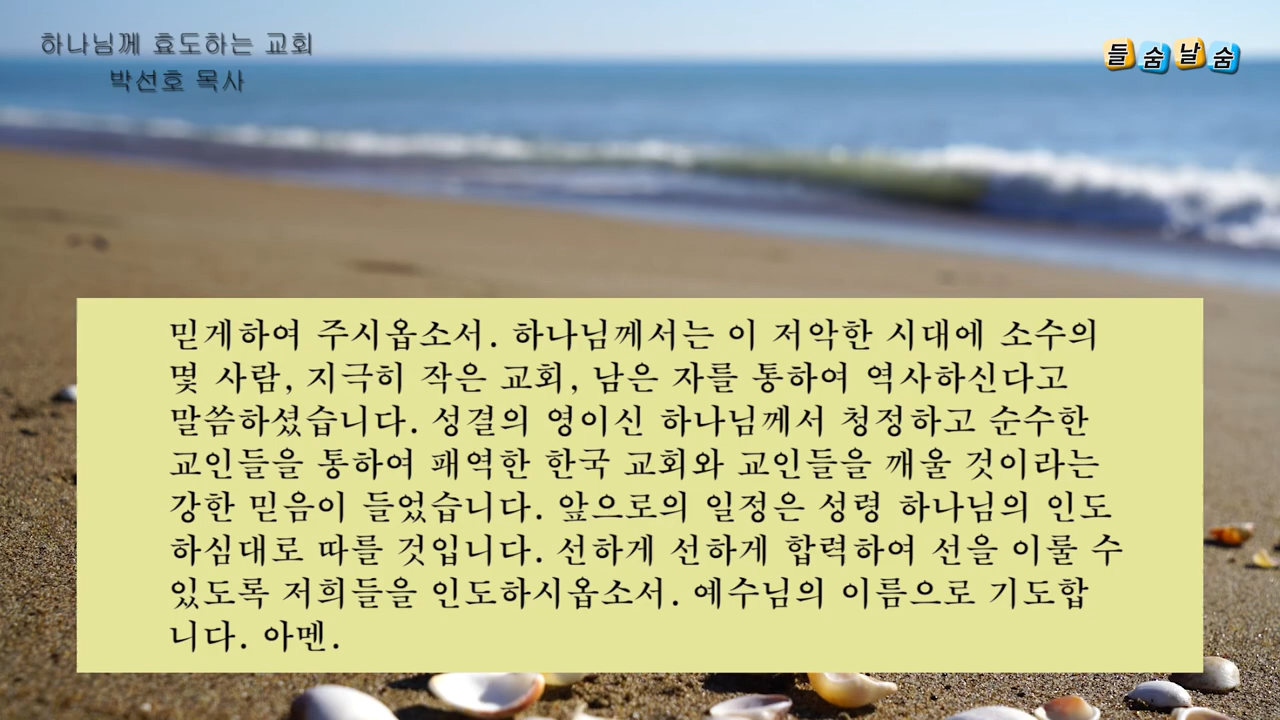 하나님께 효도하는 교회
박선호 목사
들숨날숨
믿게하여 주시옵소서. 하나님께서는 이 저악한 시대에 소수의
몇 사람, 지극히 작은 교회, 남은 자를 통하여 역사하신다고
말씀하셨습니다. 성결의 영이신 하나님께서 청정하고 순수한
교인들을 통하여 패역한 한국 교회와 교인들을 깨울 것이라는
강한 믿음이 들었습니다. 앞으로의 일정은 성령 하나님의 인도
하심대로 따를 것입니다. 선하게 선하게 합력하여 선을 이룰 수
있도록 저희들을 인도하시옵소서. 예수님의 이름으로 기도합
니다. 아멘.